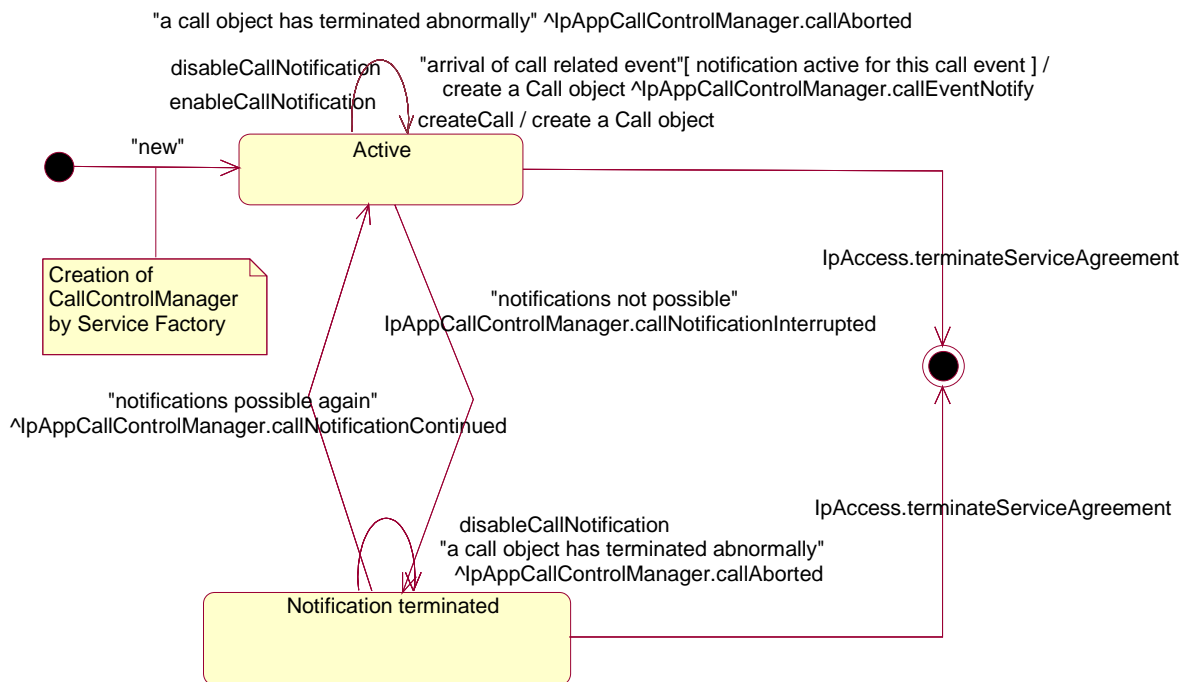 "a call object has terminated abnormally" ^IpAppCallControlManager.callAborted
disableCallNotification
enableCallNotification
"arrival of call related event"[ notification active for this call event ] /
create a Call object ^IpAppCallControlManager.callEventNotify
createCall / create a Call object
"new"
Active
Creation of
CallControlManager
by Service Factory
IpAccess.terminateServiceAgreement
"notifications not possible"
IpAppCallControlManager.callNotificationInterrupted
"notifications possible again"
^IpAppCallControlManager.callNotificationContinued
IpAccess.terminateServiceAgreement
disableCallNotification
"a call object has terminated abnormally"
^IpAppCallControlManager.callAborted
Notification terminated